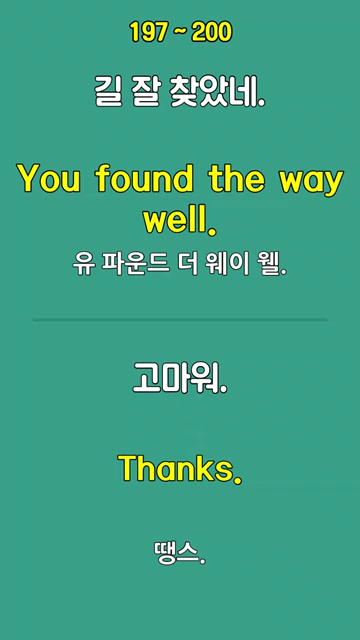 197 ~ 200
길 잘 찾았네.
You found the way
well.
유 파운드 더 웨이 웰.
고마워.
Thanks.
땡스.